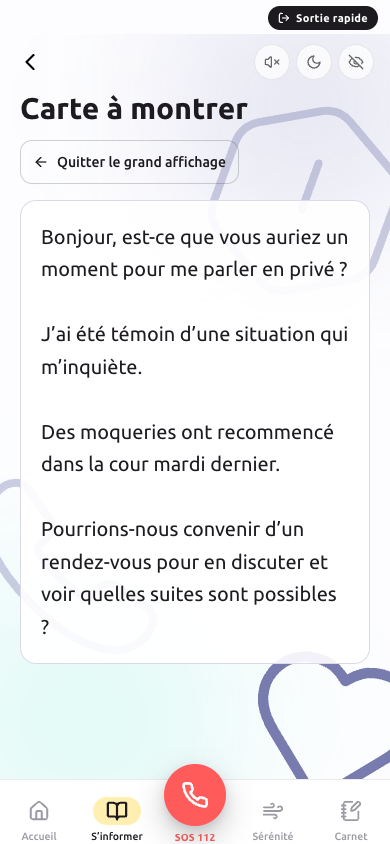 Sortie rapide
Carte à montrer
Quitter le grand affichage
Bonjour, est-ce que vous auriez un
moment pour me parler en privé ?
J’ai été témoin d’une situation qui
m’inquiète.
Des moqueries ont recommencé
dans la cour mardi dernier.
Pourrions-nous convenir d’un
rendez-vous pour en discuter et
voir quelles suites sont possibles
?
Accueil
S’informer
SOS 112
Sérénité
Carnet